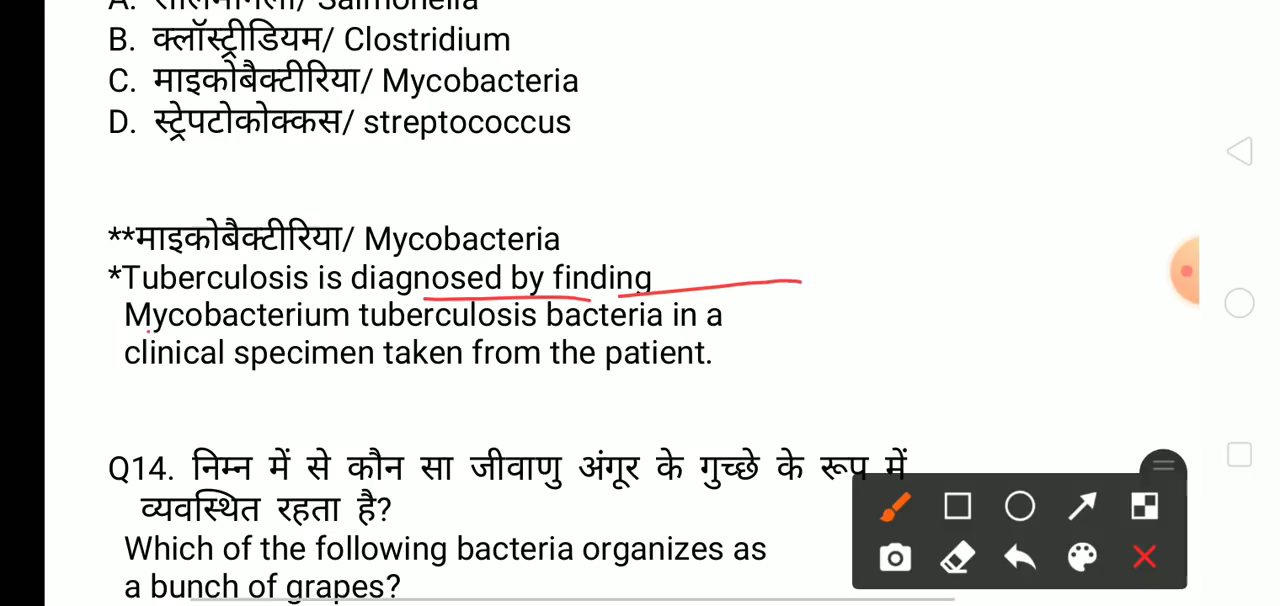 A. साल्मोनेला/ Salmonella
B. क्लॉस्ट्रीडियम/ Clostridium
C. माइकोबैक्टीरिया/ Mycobacteria
D. स्ट्रेपटोकोक्कस/ streptococcus
**माइकोबैक्टीरिया/ Mycobacteria
*Tuberculosis is diagnosed by finding
Mycobacterium tuberculosis bacteria in a
clinical specimen taken from the patient.
Q14. निम्न में से कौन सा जीवाणु अंगूर के गुच्छे के रूप में
व्यवस्थित रहता है?
Which of the following bacteria organizes as
a bunch of grapes?